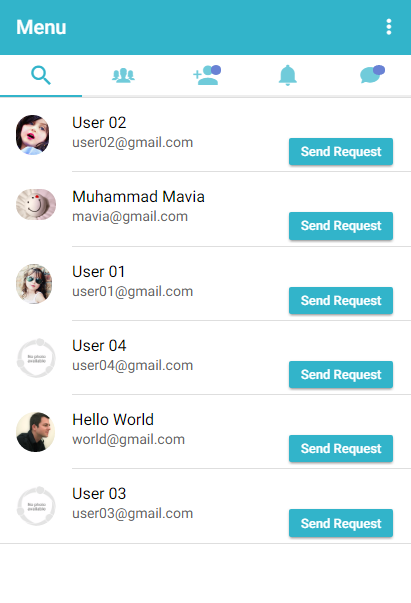 Menu
User 02
user02@gmail.com
Send Request
Muhammad Mavia
mavia@gmail.com
Send Request
User 01
user01@gmail.com
Send Request
No photo
available
User 04
user04@gmail.com
Send Request
Hello World
world@gmail.com
Send Request
No photo
available
User 03
user03@gmail.com
Send Request